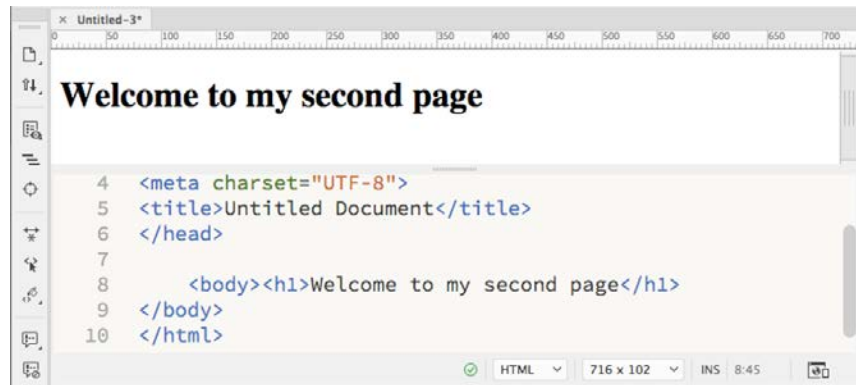 × Untitled-3*
0 50 100 150 200 250 300 350 400 450 500 550 600 650 700
Welcome to my second page
4 <meta charset="UTF-8">
5 <title>Untitled Document</title>
6 </head>
7
8 <body><h1>Welcome to my second page</h1>
9 </body>
10 </html>
HTML 716 x 102 INS 8:45